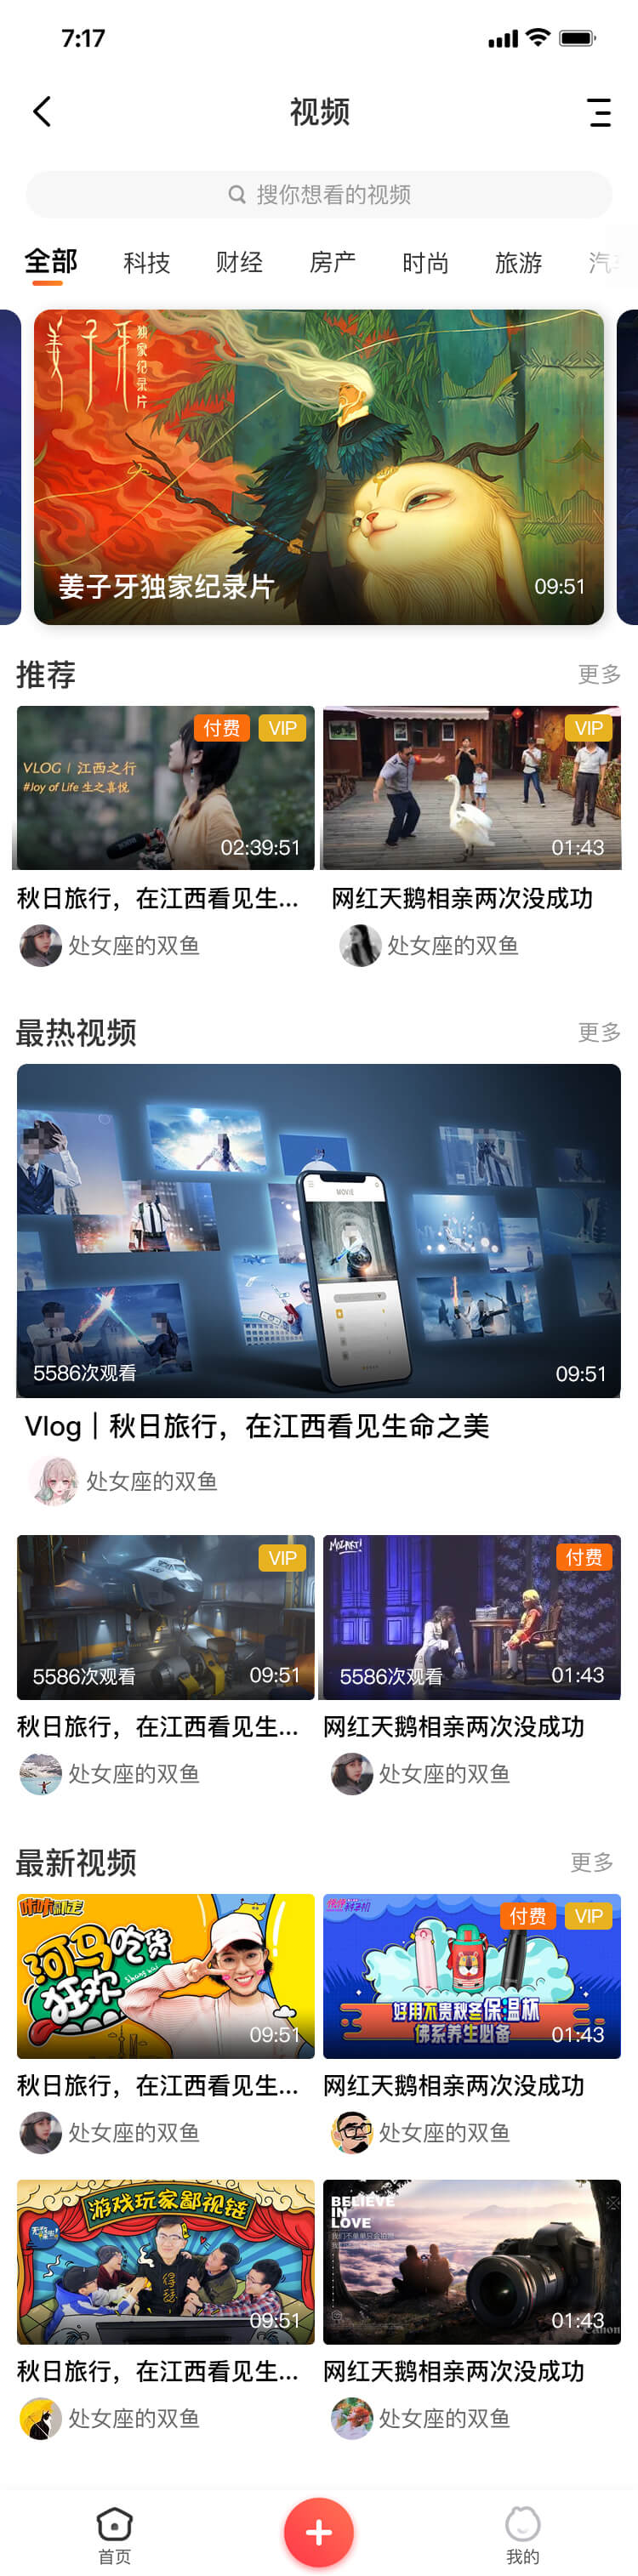 7:17
视频
搜你想看的视频
全部 科技 财经 房产 时尚 旅游 汽车
姜子牙 独家纪录片
姜子牙独家纪录片 09:51
推荐 更多
付费 VIP
VLOG | 江西之行
#Joy of Life 生之喜悦
02:39:51
VIP
01:43
秋日旅行，在江西看见生...
网红天鹅相亲两次没成功
处女座的双鱼
处女座的双鱼
最热视频 更多
MOVIE
5586次观看 09:51
Vlog｜秋日旅行，在江西看见生命之美
处女座的双鱼
VIP
5586次观看 09:51
MOZART!
付费
5586次观看 01:43
秋日旅行，在江西看见生...
网红天鹅相亲两次没成功
处女座的双鱼
处女座的双鱼
最新视频 更多
河马吃货
狂欢
09:51
付费 VIP
好用不贵秋冬保温杯
佛系养生必备
01:43
秋日旅行，在江西看见生...
网红天鹅相亲两次没成功
处女座的双鱼
处女座的双鱼
游戏玩家鄙视链
得瑟
09:51
BELIEVE
IN
LOVE
Canon
01:43
秋日旅行，在江西看见生...
网红天鹅相亲两次没成功
处女座的双鱼
处女座的双鱼
首页
我的